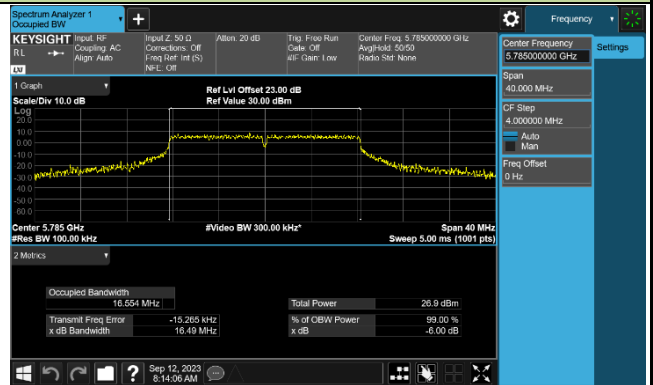 Spectrum Analyzer 1
Occupied BW
Frequency
KEYSIGHT
RL
LXI
Input: RF
Coupling: AC
Align: Auto
Input Z: 50 Ω
Corrections: Off
Freq Ref: Int (S)
NFE: Off
Atten: 20 dB
Trig: Free Run
Gate: Off
#IF Gain: Low
Center Freq: 5.785000000 GHz
Avg|Hold: 50/50
Radio Std: None
Center Frequency
5.785000000 GHz
Settings
Span
40.000 MHz
CF Step
4.000000 MHz
Auto
Man
Freq Offset
0 Hz
1 Graph
Scale/Div 10.0 dB
Ref Lvl Offset 23.00 dB
Ref Value 30.00 dBm
Log
20.0
10.0
0.00
-10.0
-20.0
-30.0
-40.0
-50.0
-60.0
Center 5.785 GHz
#Res BW 100.00 kHz
#Video BW 300.00 kHz*
Span 40 MHz
Sweep 5.00 ms (1001 pts)
2 Metrics
Occupied Bandwidth
16.554 MHz
Total Power 26.9 dBm
Transmit Freq Error -15.265 kHz
% of OBW Power 99.00 %
x dB Bandwidth 16.49 MHz
x dB -6.00 dB
?
Sep 12, 2023
8:14:06 AM